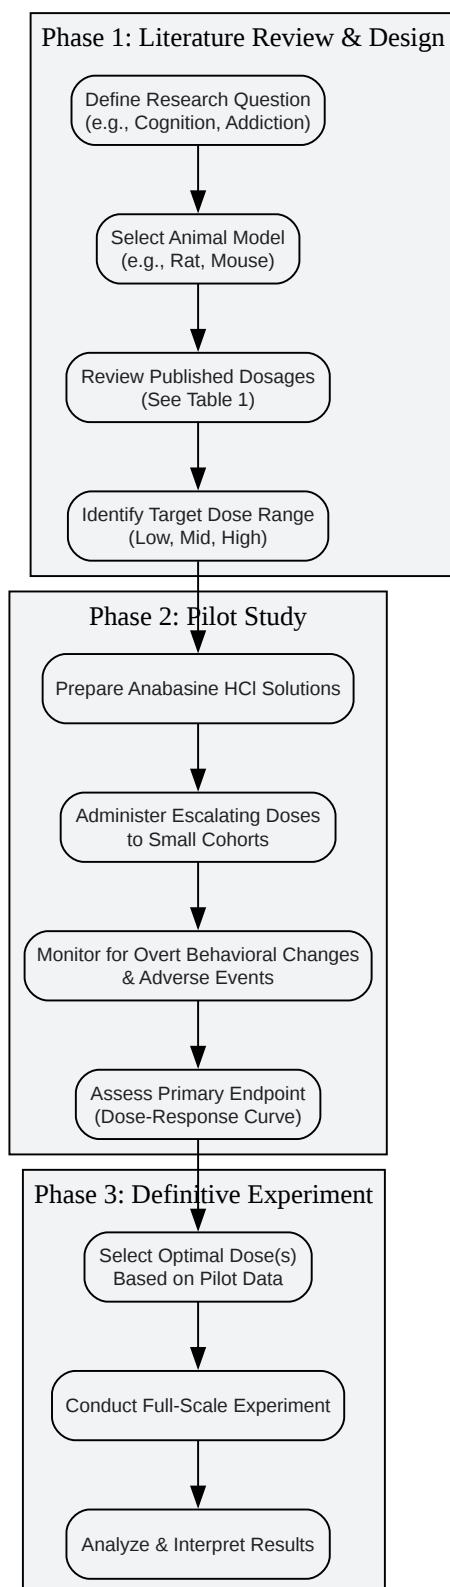 Phase 1: Literature Review & Design
Define Research Question
(e.g., Cognition, Addiction)
Select Animal Model
(e.g., Rat, Mouse)
Review Published Dosages
(See Table 1)
Identify Target Dose Range
(Low, Mid, High)
Phase 2: Pilot Study
Prepare Anabasine HCl Solutions
Administer Escalating Doses
to Small Cohorts
Monitor for Overt Behavioral Changes
& Adverse Events
Assess Primary Endpoint
(Dose-Response Curve)
Phase 3: Definitive Experiment
Select Optimal Dose(s)
Based on Pilot Data
Conduct Full-Scale Experiment
Analyze & Interpret Results